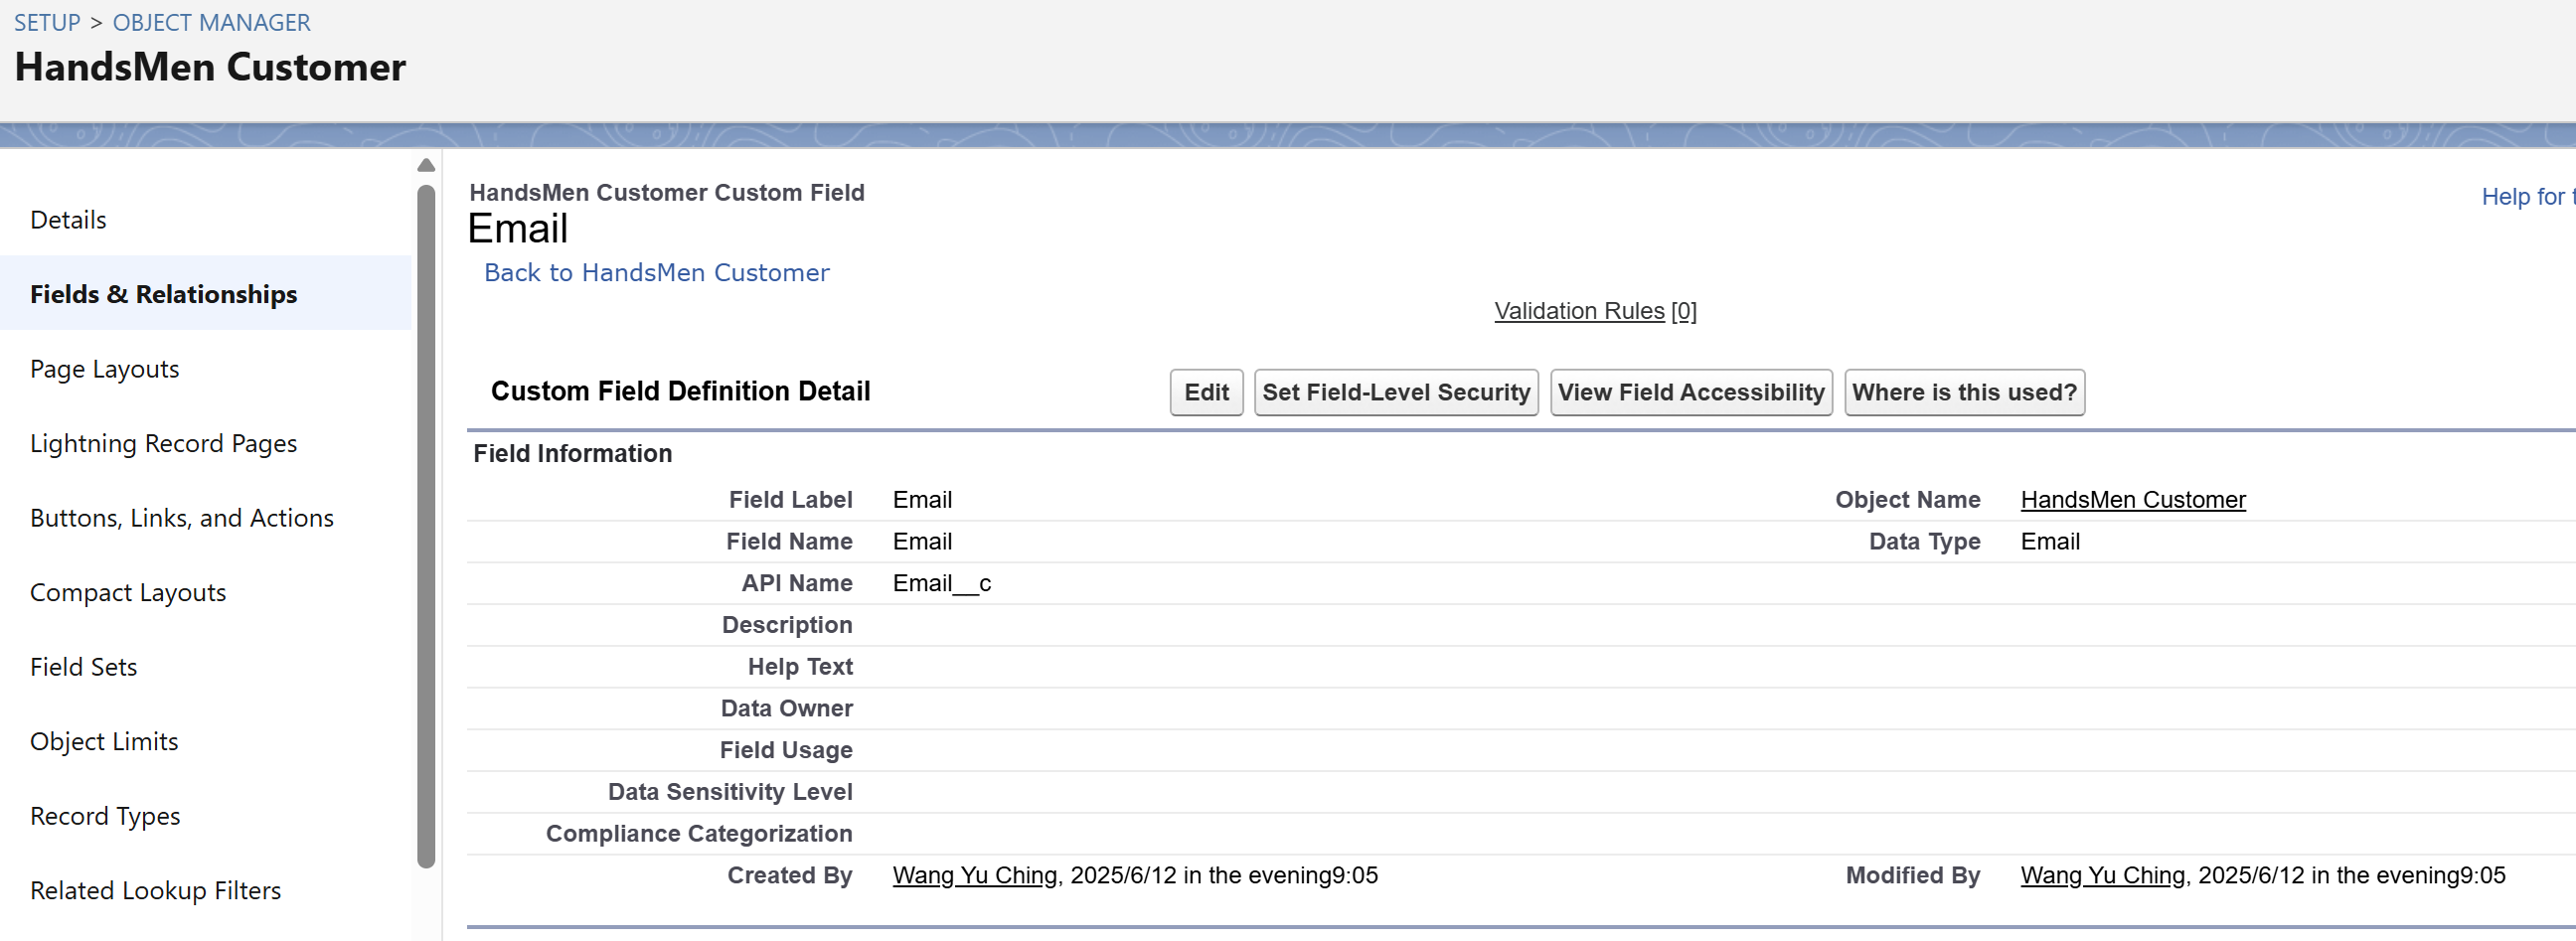 SETUP > OBJECT MANAGER
HandsMen Customer
Details
Fields & Relationships
Page Layouts
Lightning Record Pages
Buttons, Links, and Actions
Compact Layouts
Field Sets
Object Limits
Record Types
Related Lookup Filters
HandsMen Customer Custom Field
Email
Help for t
Back to HandsMen Customer
Validation Rules [0]
Custom Field Definition Detail Edit Set Field-Level Security View Field Accessibility Where is this used?
Field Information
Field Label Email Object Name HandsMen Customer
Field Name Email Data Type Email
API Name Email__c
Description
Help Text
Data Owner
Field Usage
Data Sensitivity Level
Compliance Categorization
Created By Wang Yu Ching, 2025/6/12 in the evening9:05 Modified By Wang Yu Ching, 2025/6/12 in the evening9:05